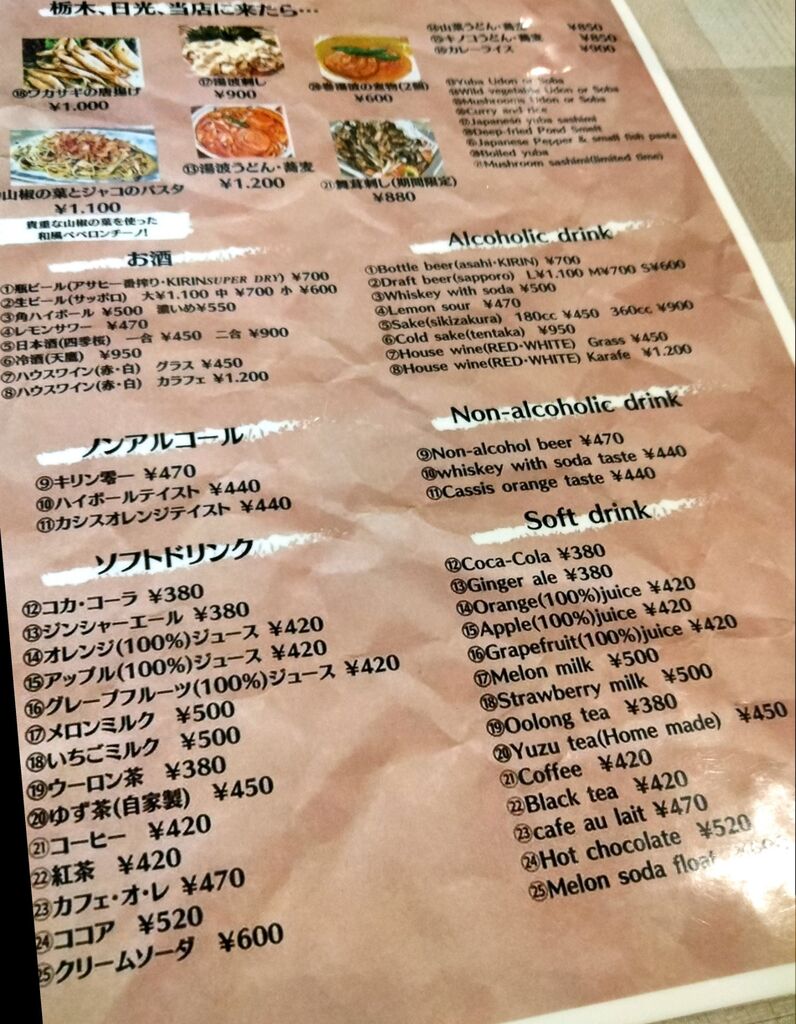 栃木、日光、当店に来たら…
⑱ワカサギの唐揚げ
¥1.000
⑰湯波刺し
¥900
⑳巻湯波の煮物(2個)
¥600
山椒の葉とジャコのパスタ
¥1.100
貴重な山椒の葉を使った
和風ペペロンチーノ!
⑬湯波うどん・蕎麦
¥1.200
㉑舞茸刺し(期間限定)
¥880
⑭山菜うどん・蕎麦 ¥850
⑮キノコうどん・蕎麦 ¥850
⑯カレーライス ¥900
⑬Yuba Udon or Soba
⑭Wild vegetable Udon or Soba
⑮Mushrooms Udon or Soba
⑯Curry and rice
⑰Japanese yuba sashimi
⑱Deep-fried Pond Smelt
Japanese Pepper & small fish pasta
⑳Boiled yuba
㉑Mushroom sashimi(limited time)
お酒
①瓶ビール(アサヒ一番搾り・KIRINSUPER DRY) ¥700
②生ビール(サッポロ) 大¥1.100 中 ¥700 小 ¥600
③角ハイボール ¥500 濃いめ¥550
④レモンサワー ¥470
⑤日本酒(四季桜) 一合 ¥450 二合 ¥900
⑥冷酒(天鷹) ¥950
⑦ハウスワイン(赤・白) グラス ¥450
⑧ハウスワイン(赤・白) カラフェ ¥1.200
ノンアルコール
⑨キリン零一 ¥470
⑩ハイボールテイスト ¥440
⑪カシスオレンジテイスト ¥440
ソフトドリンク
⑫コカ・コーラ ¥380
⑬ジンシャーエール ¥380
⑭オレンジ(100%)ジュース ¥420
⑮アップル(100%)ジュース ¥420
⑯グレープフルーツ(100%)ジュース ¥420
⑰メロンミルク ¥500
⑱いちごミルク ¥500
⑲ウーロン茶 ¥380
⑳ゆず茶(自家製) ¥450
㉑コーヒー ¥420
㉒紅茶 ¥420
㉓カフェ・オ・レ ¥470
㉔ココア ¥520
㉕クリームソーダ ¥600
Alcoholic drink
①Bottle beer(asahi・KIRIN) ¥700
②Draft beer(sapporo) L¥1.100 M¥700 S¥600
③Whiskey with soda ¥500
④Lemon sour ¥470
⑤Sake(sikizakura) 180cc ¥450 360cc ¥900
⑥Cold sake(tentaka) ¥950
⑦House wine(RED・WHITE) Grass ¥450
⑧House wine(RED・WHITE) Karafe ¥1.200
Non-alcoholic drink
⑨Non-alcohol beer ¥470
⑩whiskey with soda taste ¥440
⑪Cassis orange taste ¥440
Soft drink
⑫Coca-Cola ¥380
⑬Ginger ale ¥380
⑭Orange(100%)juice ¥420
⑮Apple(100%)juice ¥420
⑯Grapefruit(100%)juice ¥420
⑰Melon milk ¥500
⑱Strawberry milk ¥500
⑲Oolong tea ¥380
⑳Yuzu tea(Home made) ¥450
㉑Coffee ¥420
㉒Black tea ¥420
㉓cafe au lait ¥470
㉔Hot chocolate ¥520
㉕Melon soda float